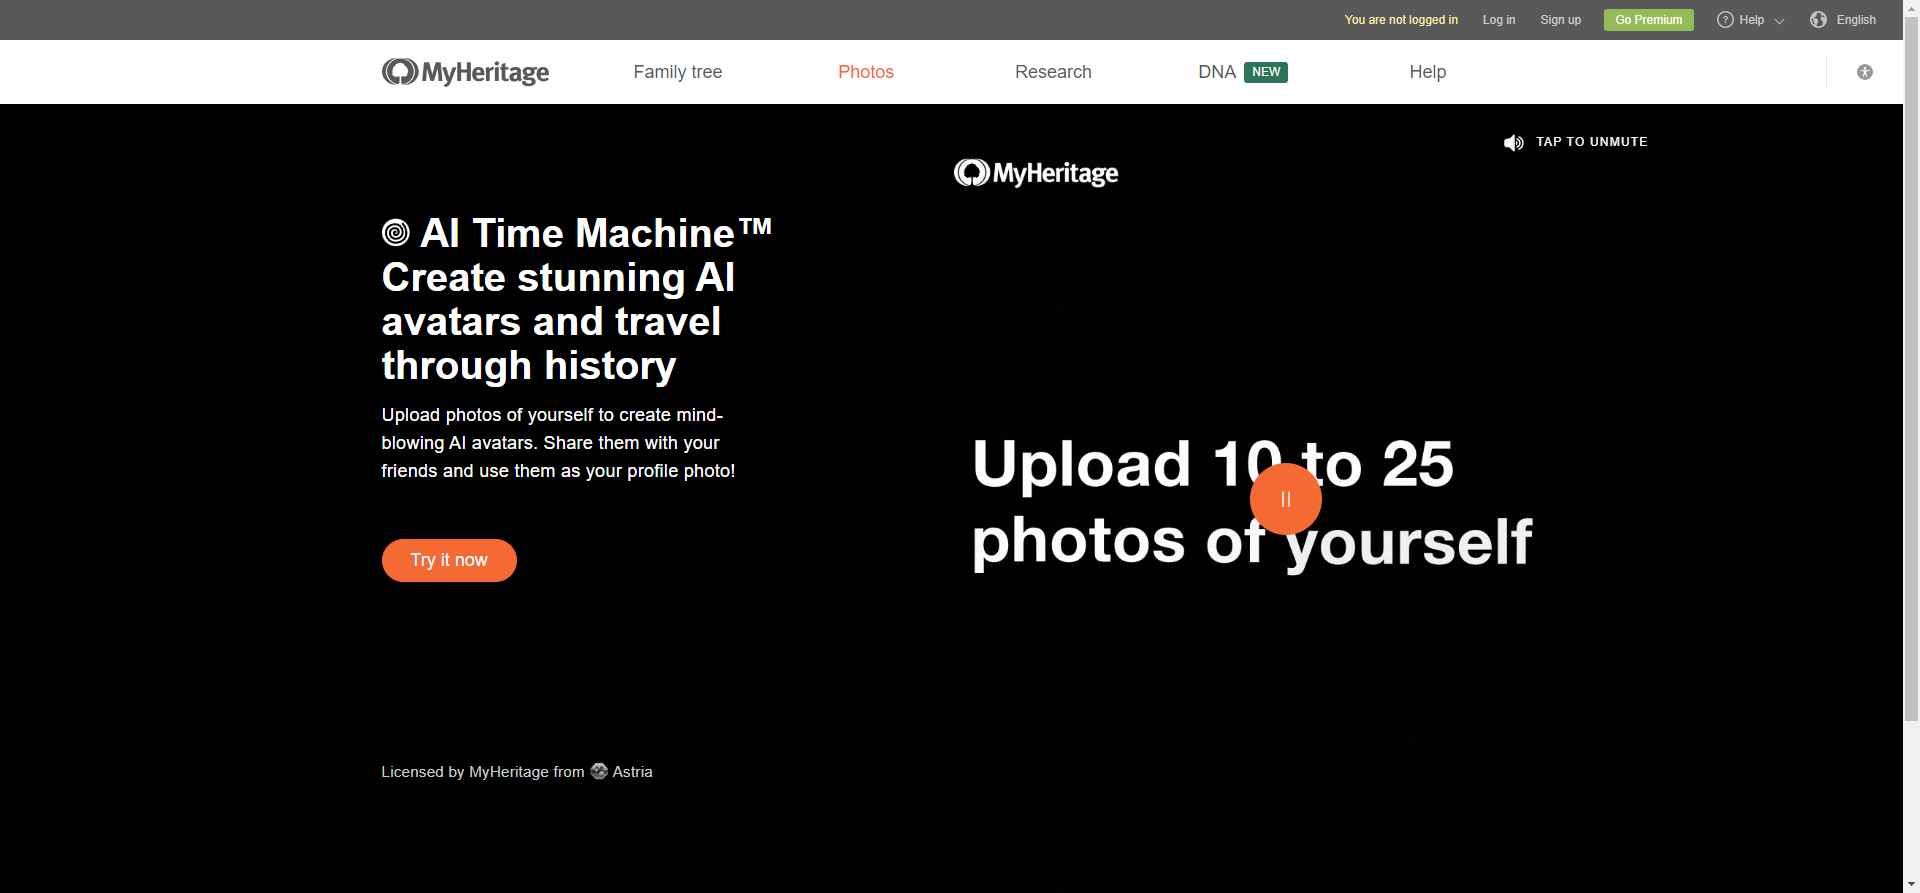 You are not logged in Log in Sign up Go Premium ? Help English
MyHeritage Family tree Photos Research DNA NEW Help
TAP TO UNMUTE
MyHeritage
AI Time Machine™
Create stunning AI
avatars and travel
through history
Upload photos of yourself to create mind-
blowing AI avatars. Share them with your
friends and use them as your profile photo!
Upload 10 to 25
photos of yourself
Try it now
Licensed by MyHeritage from Astria